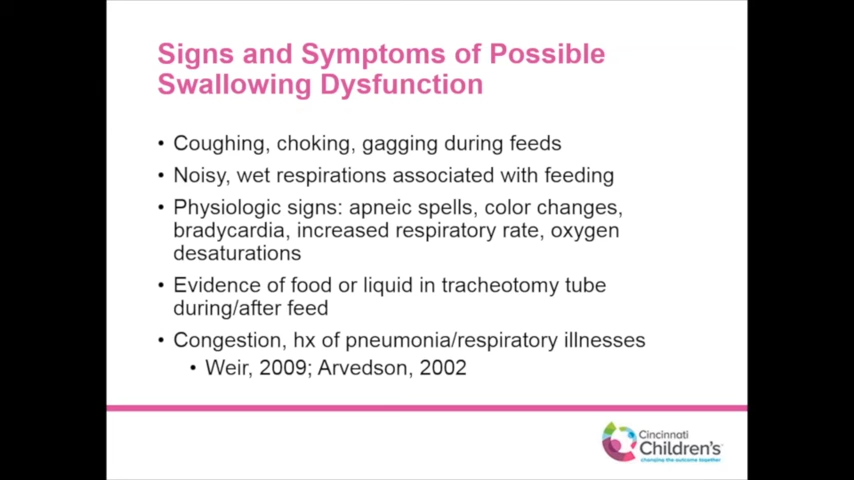 Signs and Symptoms of Possible
Swallowing Dysfunction
• Coughing, choking, gagging during feeds
• Noisy, wet respirations associated with feeding
• Physiologic signs: apneic spells, color changes,
bradycardia, increased respiratory rate, oxygen
desaturations
• Evidence of food or liquid in tracheotomy tube
during/after feed
• Congestion, hx of pneumonia/respiratory illnesses
• Weir, 2009; Arvedson, 2002
Cincinnati
Children's
changing the outcome together